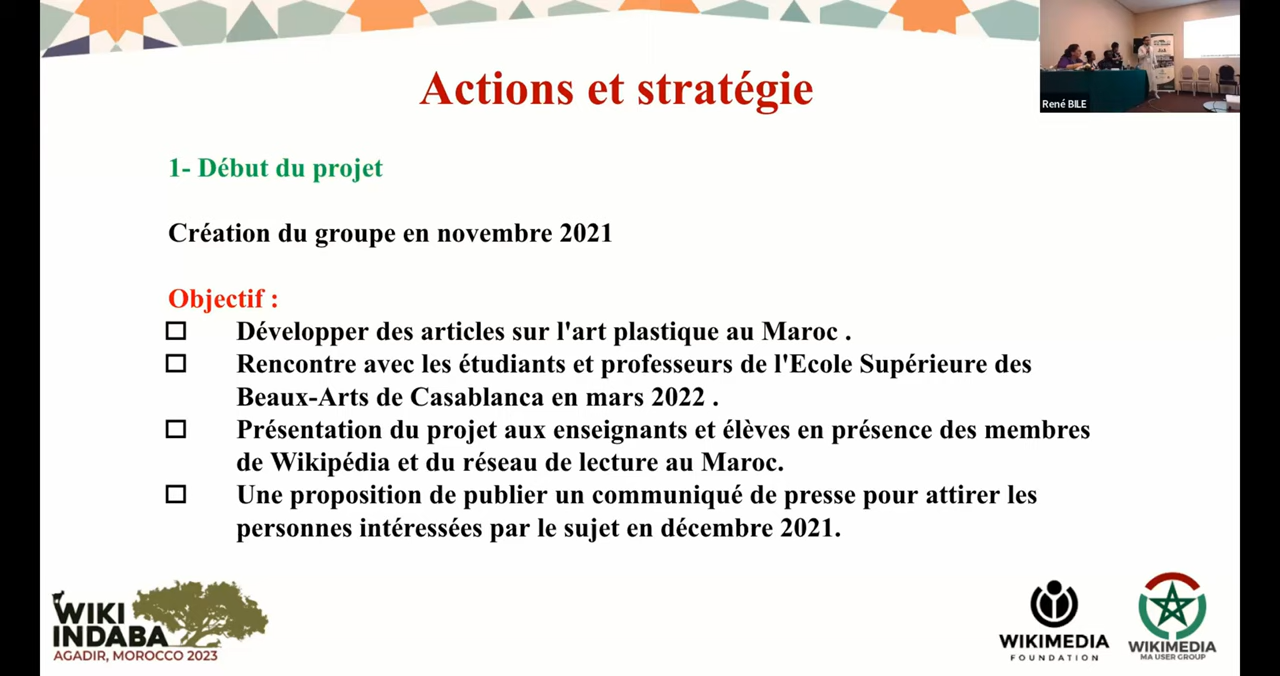 Actions et stratégie
René BILE
1- Début du projet
Création du groupe en novembre 2021
Objectif :
Développer des articles sur l'art plastique au Maroc .
Rencontre avec les étudiants et professeurs de l'Ecole Supérieure des
Beaux-Arts de Casablanca en mars 2022 .
Présentation du projet aux enseignants et élèves en présence des membres
de Wikipédia et du réseau de lecture au Maroc.
Une proposition de publier un communiqué de presse pour attirer les
personnes intéressées par le sujet en décembre 2021.
WIKI
INDABA
AGADIR, MOROCCO 2023
WIKIMEDIA
FOUNDATION
WIKIMEDIA
MA USER GROUP